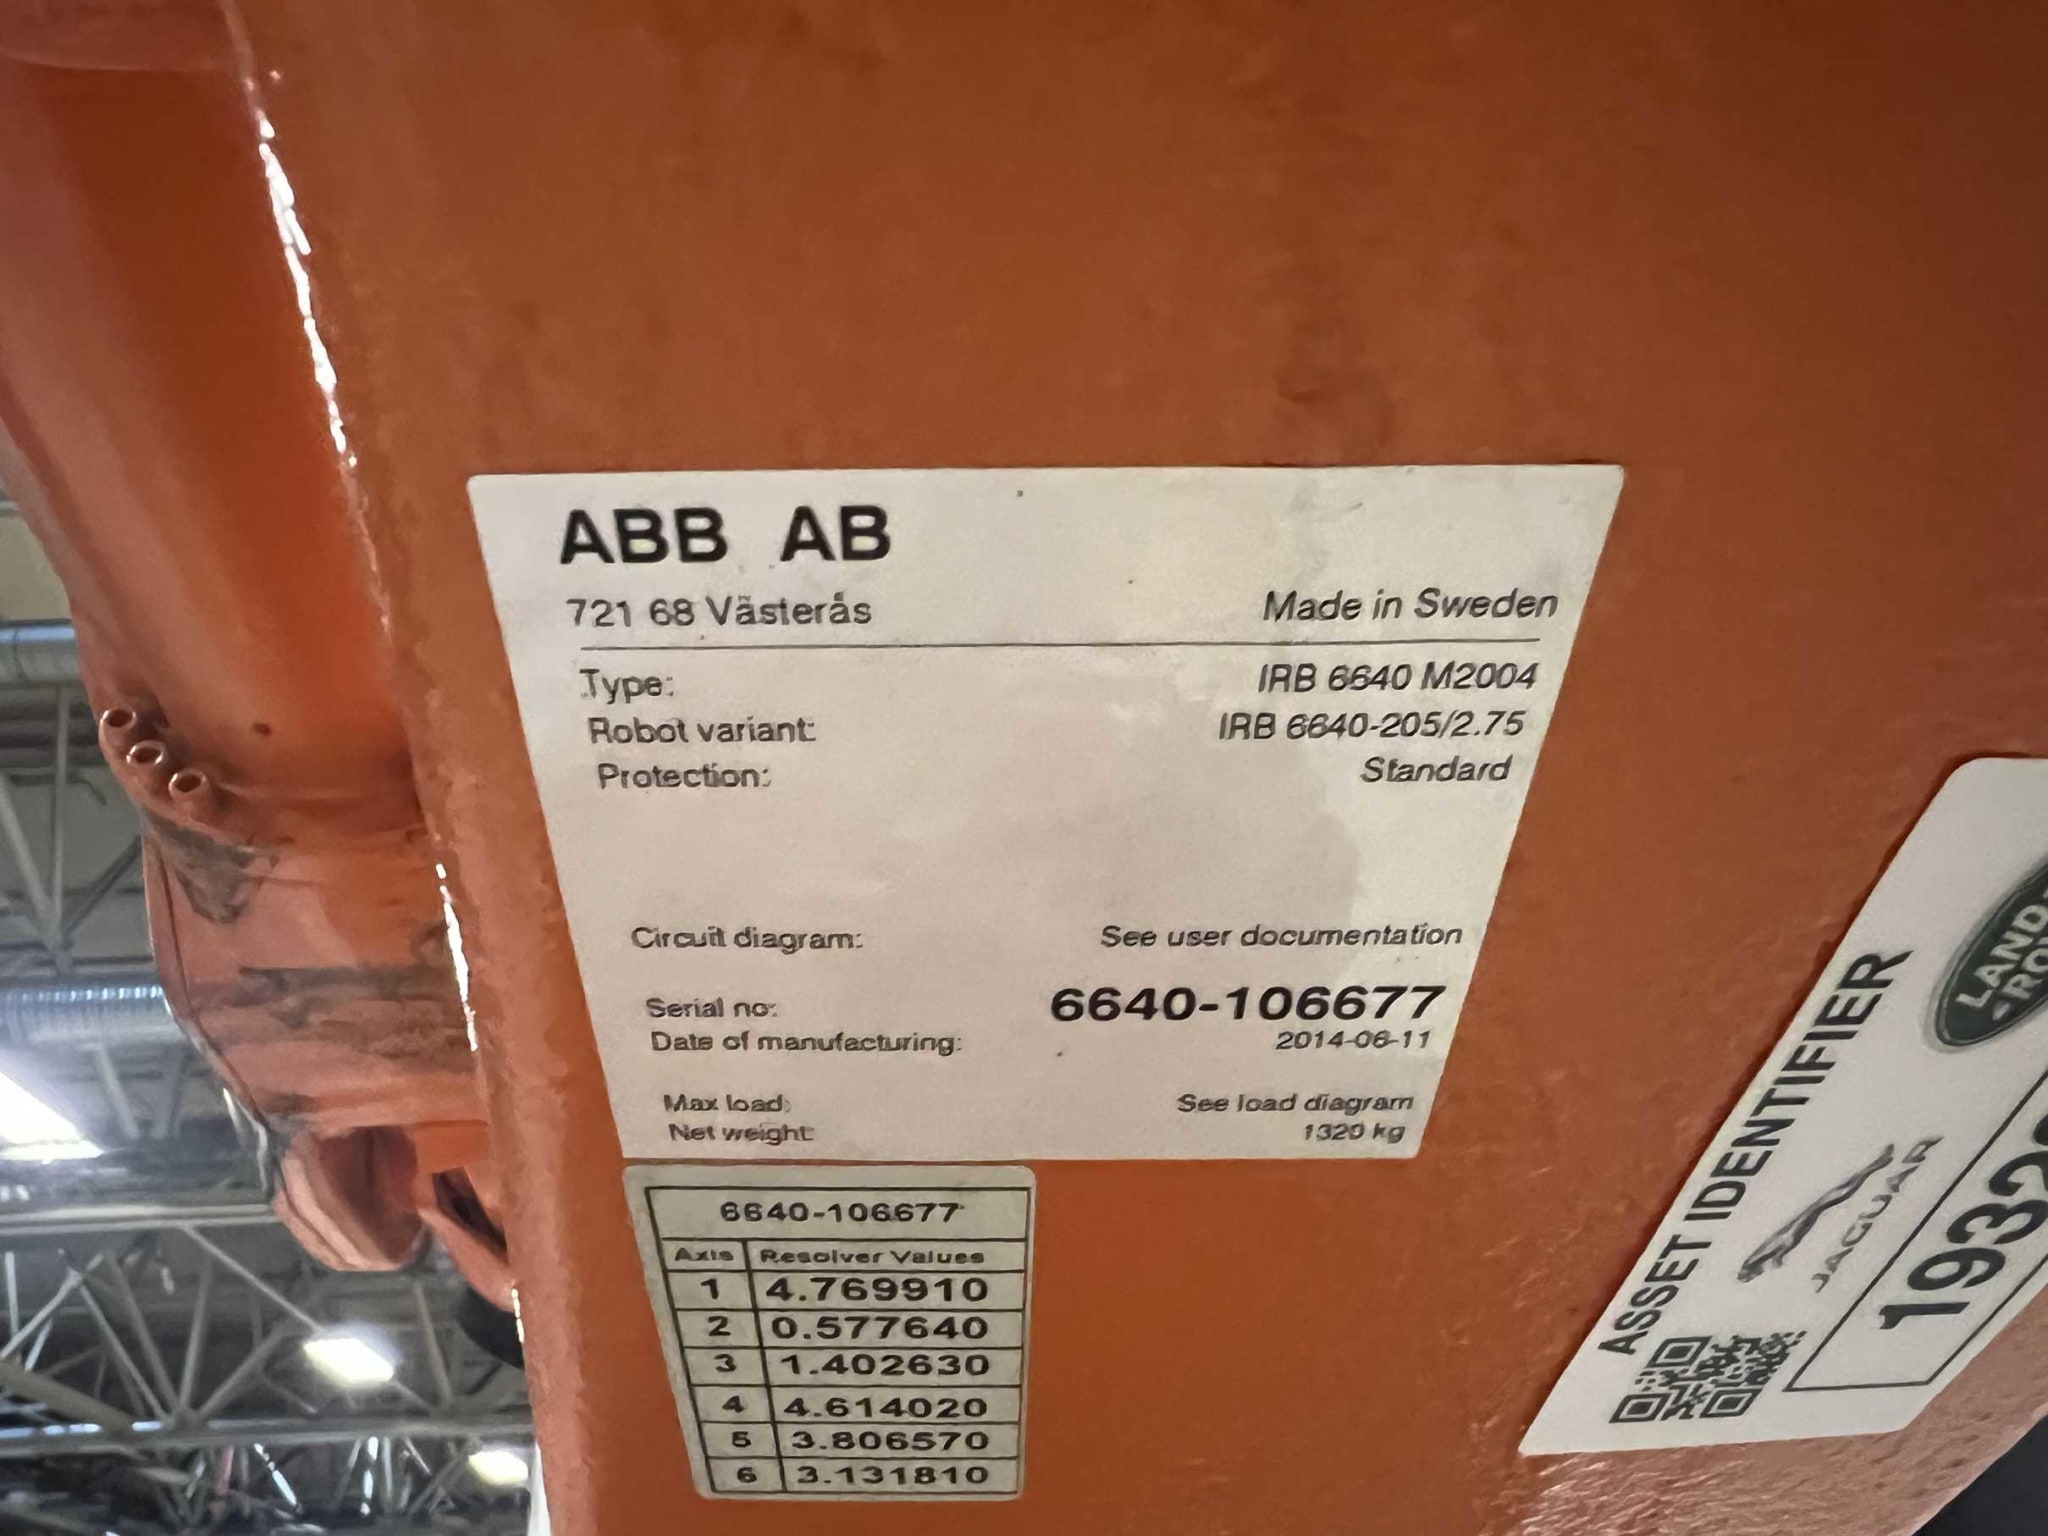 ABB AB
721 68 Västerås Made in Sweden
Type: IRB 6640 M2004
Robot variant: IRB 6640-205/2.75
Protection: Standard
Circuit diagram: See user documentation
Serial no: 6640-106677
Date of manufacturing: 2014-06-11
Max load: See load diagram
Net weight: 1320 kg
6640-106677
Axis Resolver Values
1 4.769910
2 0.577640
3 1.402630
4 4.614020
5 3.806570
6 3.131810
ASSET IDENTIFIER
LAND
JAGUAR